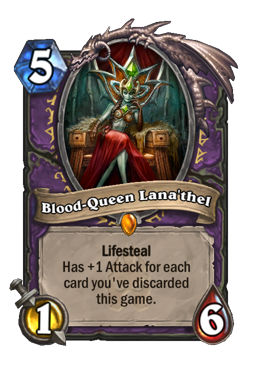 5
Blood-Queen Lana'thel
Lifesteal
Has +1 Attack for each
card you've discarded
this game.
1
6